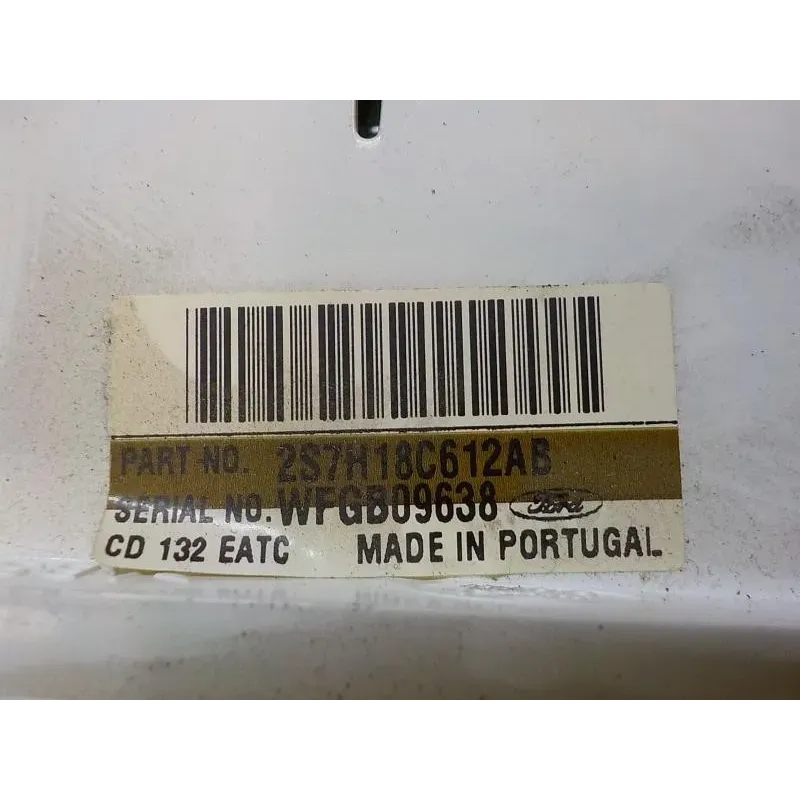 PART NO. 2S7H18C612AB
SERIAL NO. WFGB09638 Ford
CD 132 EATC MADE IN PORTUGAL